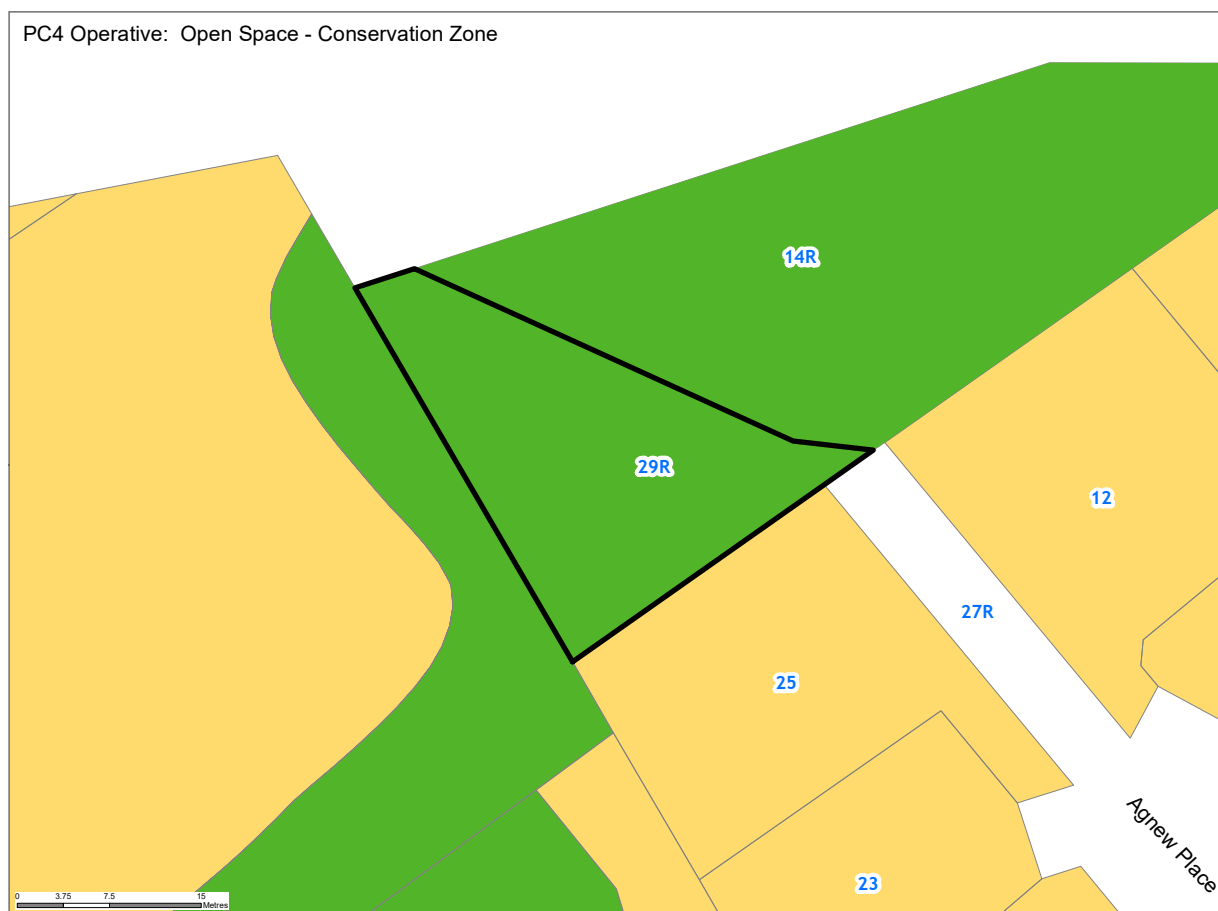 PC4 Operative:  Open Space - Conservation Zone
14R
29R
12
27R
25
Agnew Place
23
0 3.75 7.5 15
Metres